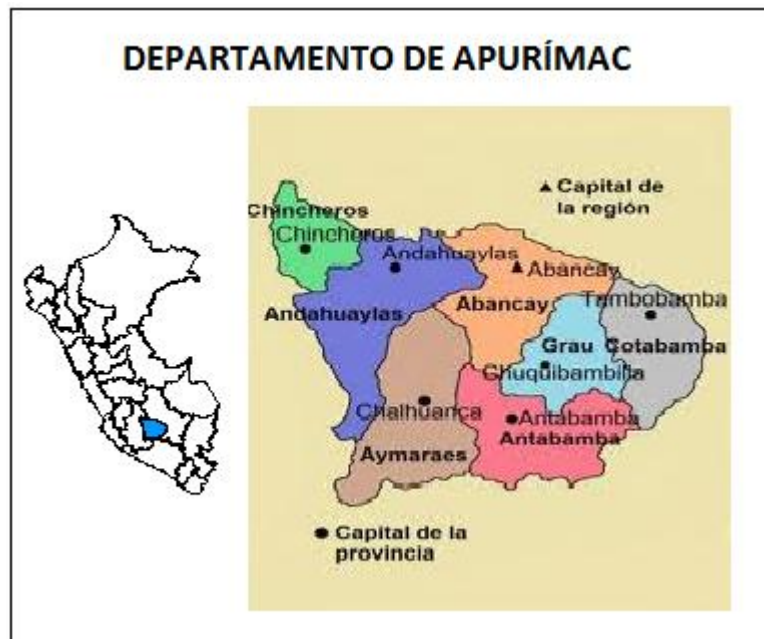 DEPARTAMENTO DE APURÍMAC
Capital de
la región
Chincheros
Chincheros
Andahuaylas
Abancay
Andahuaylas
Abancay
Tambobamba
Grau
Cotabamba
Chuquibambilla
Chalhuanca
Antabamba
Antabamba
Aymaraes
Capital de la
provincia